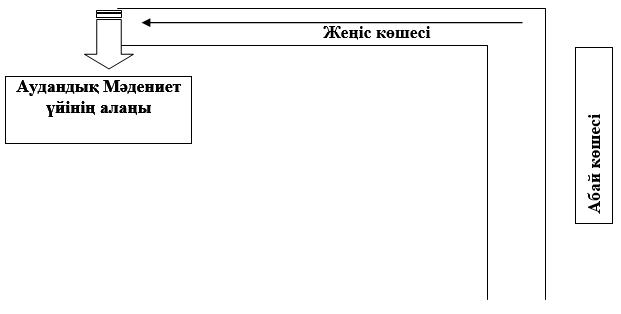 Жеңіс көшесі
Аудандық Мәдениет
үйінің алаңы
Абай көшесі